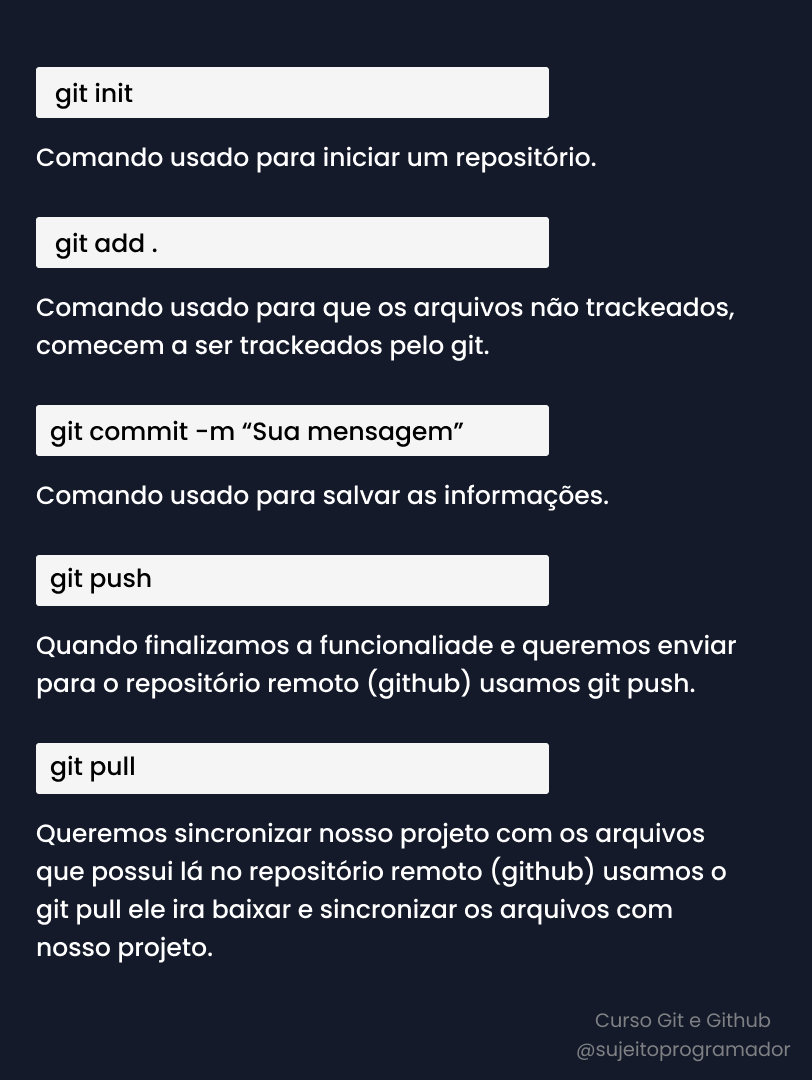 git init
Comando usado para iniciar um repositório.
git add .
Comando usado para que os arquivos não trackeados,
comecem a ser trackeados pelo git.
git commit -m “Sua mensagem”
Comando usado para salvar as informações.
git push
Quando finalizamos a funcionaliade e queremos enviar
para o repositório remoto (github) usamos git push.
git pull
Queremos sincronizar nosso projeto com os arquivos
que possui lá no repositório remoto (github) usamos o
git pull ele ira baixar e sincronizar os arquivos com
nosso projeto.
Curso Git e Github
@sujeitoprogramador